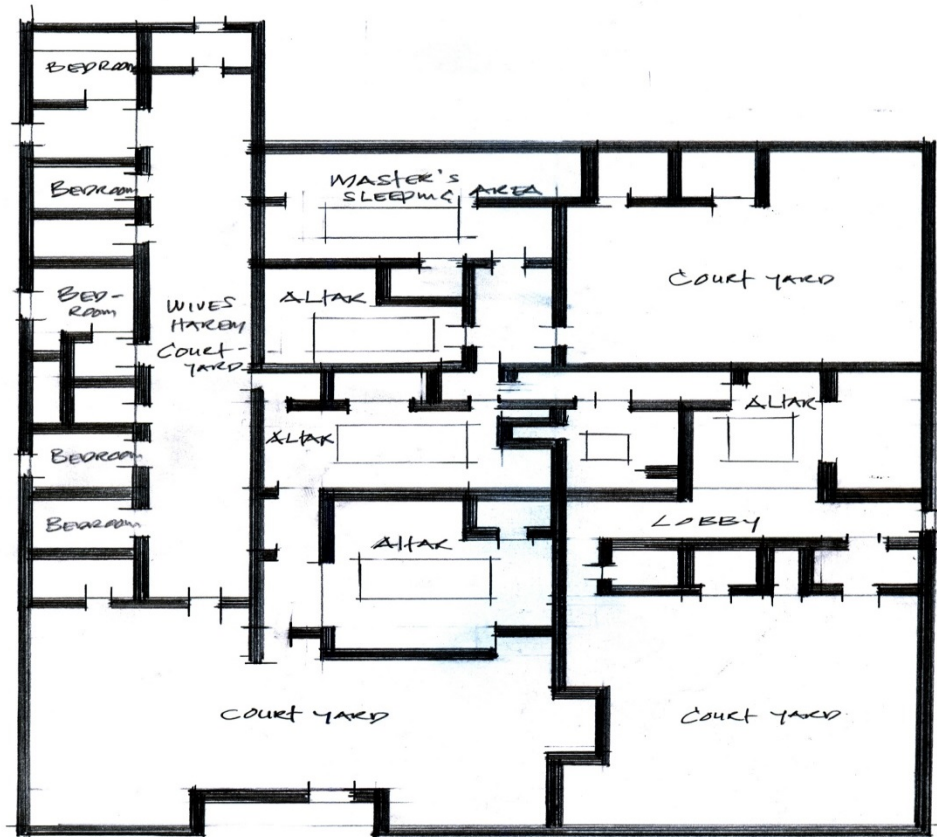 BEDROOM
BEDROOM
BED-
ROOM
BEDROOM
BEDROOM
WIVES
HAREM
COURT-
YARD
MASTER'S
SLEEPING AREA
ALTAR
ALTAR
ALTAR
COURT YARD
ALTAR
LOBBY
COURT YARD
COURT YARD